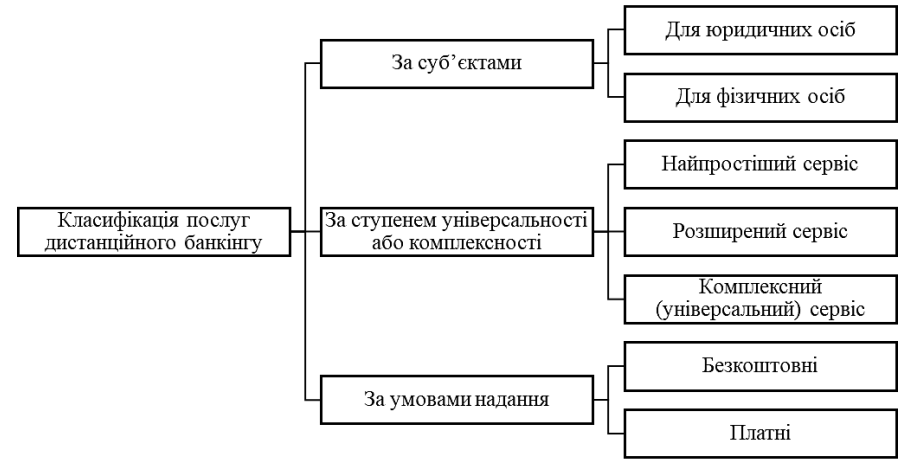 Класифікація послуг
дистанційного банкінгу
За суб’єктами
Для юридичних осіб
Для фізичних осіб
За ступенем універсальності
або комплексності
Найпростіший сервіс
Розширений сервіс
Комплексний
(універсальний) сервіс
За умовами надання
Безкоштовні
Платні